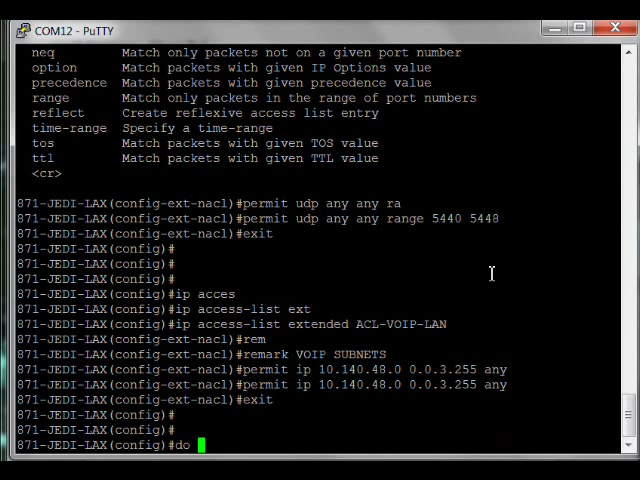 COM12 - PuTTY
neq         Match only packets not on a given port number
option      Match packets with given IP Options value
precedence  Match packets with given precedence value
range       Match only packets in the range of port numbers
reflect     Create reflexive access list entry
time-range  Specify a time-range
tos         Match packets with given TOS value
ttl         Match packets with given TTL value
<cr>
871-JEDI-LAX(config-ext-nacl)#permit udp any any ra
871-JEDI-LAX(config-ext-nacl)#permit udp any any range 5440 5448
871-JEDI-LAX(config-ext-nacl)#exit
871-JEDI-LAX(config)#
871-JEDI-LAX(config)#
871-JEDI-LAX(config)#
871-JEDI-LAX(config)#ip acces
871-JEDI-LAX(config)#ip access-list ext
871-JEDI-LAX(config)#ip access-list extended ACL-VOIP-LAN
871-JEDI-LAX(config-ext-nacl)#rem
871-JEDI-LAX(config-ext-nacl)#remark VOIP SUBNETS
871-JEDI-LAX(config-ext-nacl)#permit ip 10.140.48.0 0.0.3.255 any
871-JEDI-LAX(config-ext-nacl)#permit ip 10.140.48.0 0.0.3.255 any
871-JEDI-LAX(config-ext-nacl)#exit
871-JEDI-LAX(config)#
871-JEDI-LAX(config)#
871-JEDI-LAX(config)#do